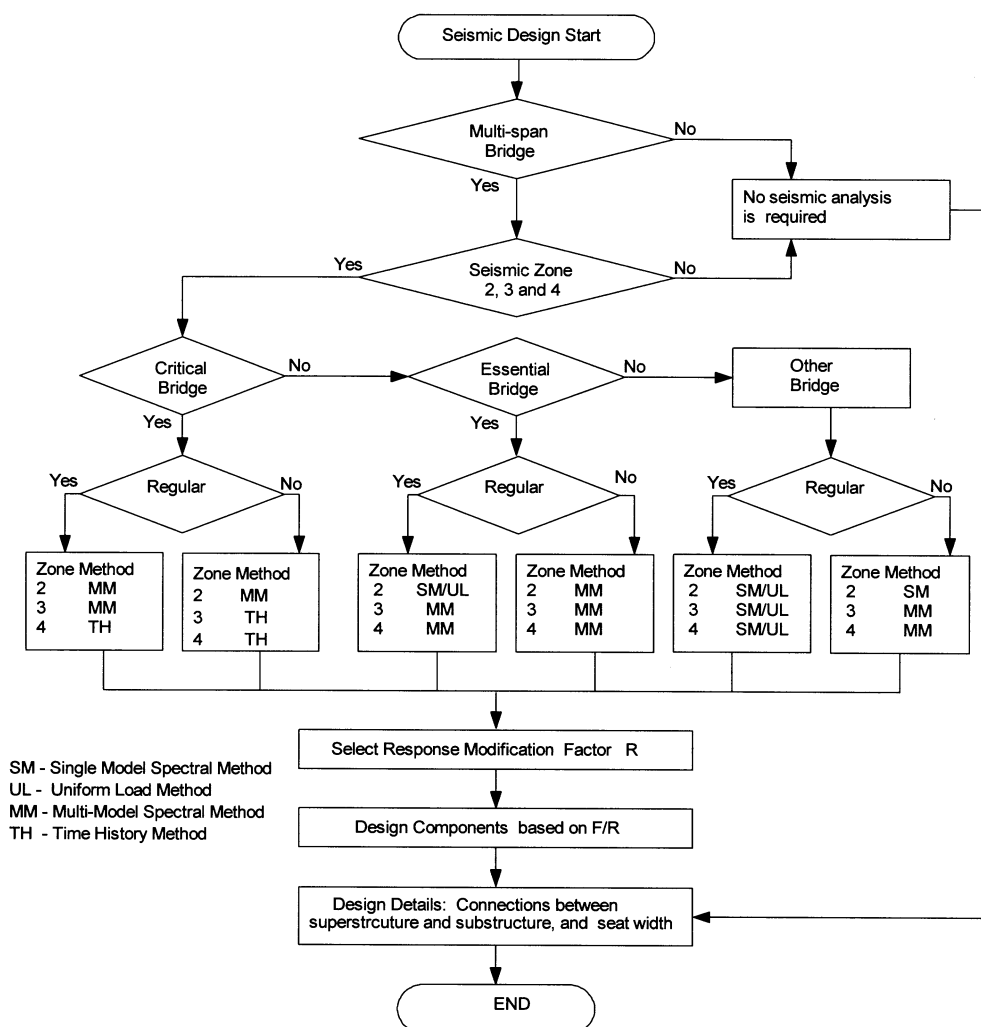 Seismic Design Start
Multi-span
Bridge
No
Yes
No seismic analysis
is required
Yes
Seismic Zone
2, 3 and 4
No
Critical
Bridge
No
Essential
Bridge
No
Other
Bridge
Yes
Yes
Yes
Regular
No
Yes
Regular
No
Yes
Regular
No
Zone Method
2 MM
3 MM
4 TH
Zone Method
2 MM
3 TH
4 TH
Zone Method
2 SM/UL
3 MM
4 MM
Zone Method
2 MM
3 MM
4 MM
Zone Method
2 SM/UL
3 SM/UL
4 SM/UL
Zone Method
2 SM
3 MM
4 MM
Select Response Modification Factor R
SM - Single Model Spectral Method
UL - Uniform Load Method
MM - Multi-Model Spectral Method
TH - Time History Method
Design Components based on F/R
Design Details: Connections between
superstrcuture and substructure, and seat width
END